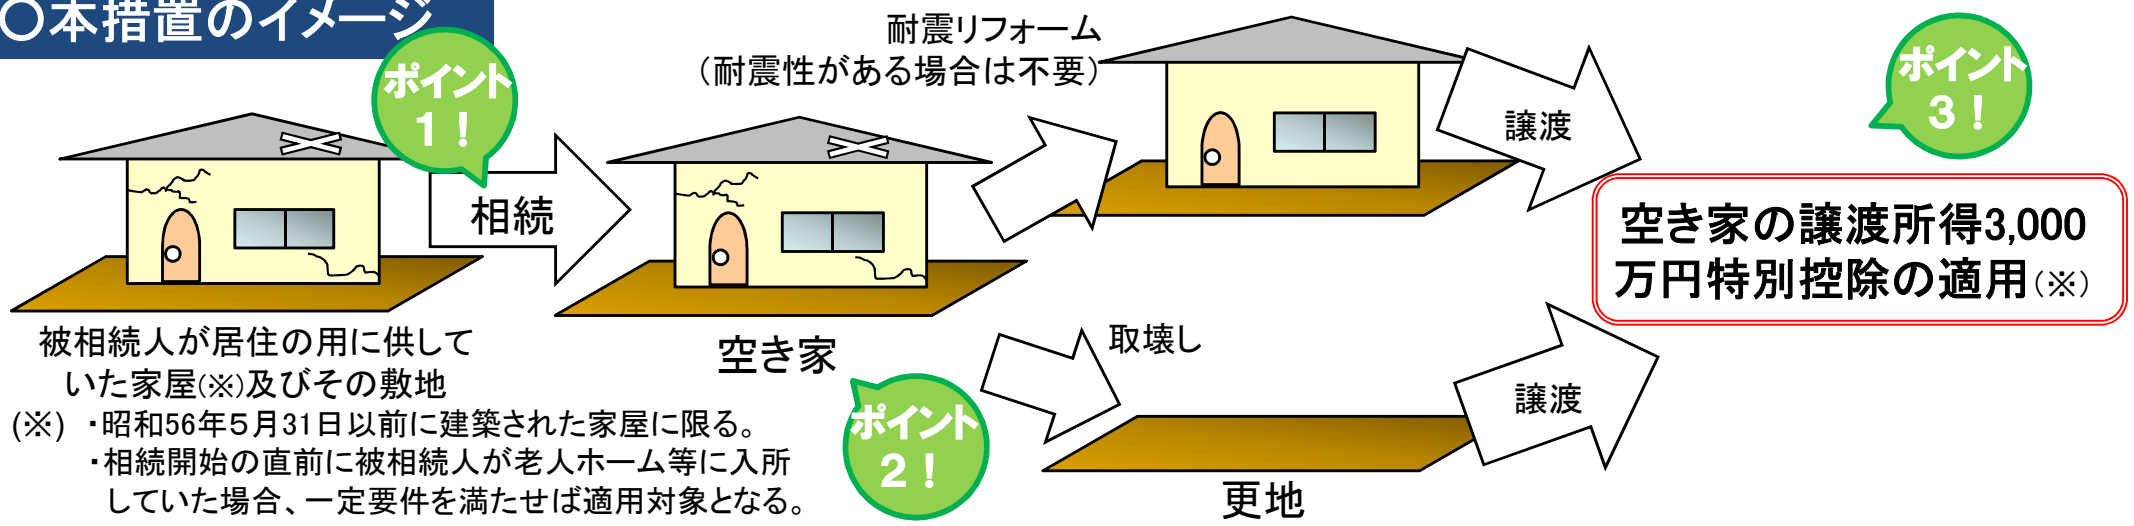 〇本措置のイメージ
ポイント
1！
相続
被相続人が居住の用に供して
いた家屋(※)及びその敷地
(※) ・昭和56年５月31日以前に建築された家屋に限る。
・相続開始の直前に被相続人が老人ホーム等に入所
していた場合、一定要件を満たせば適用対象となる。
空き家
ポイント
２！
耐震リフォーム
（耐震性がある場合は不要）
譲渡
取壊し
更地
譲渡
ポイント
３！
空き家の譲渡所得3,000
万円特別控除の適用(※)